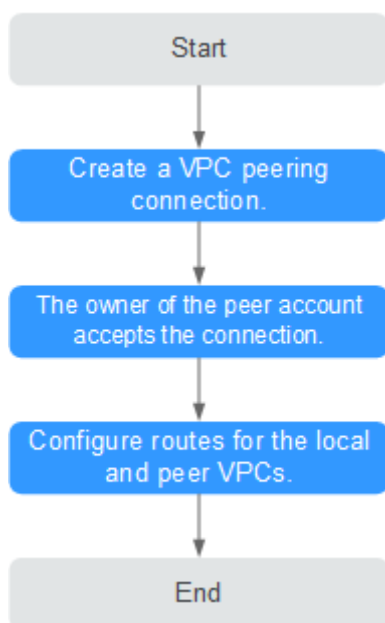 Start
Create a VPC peering
connection.
The owner of the peer account
accepts the connection.
Configure routes for the local
and peer VPCs.
End